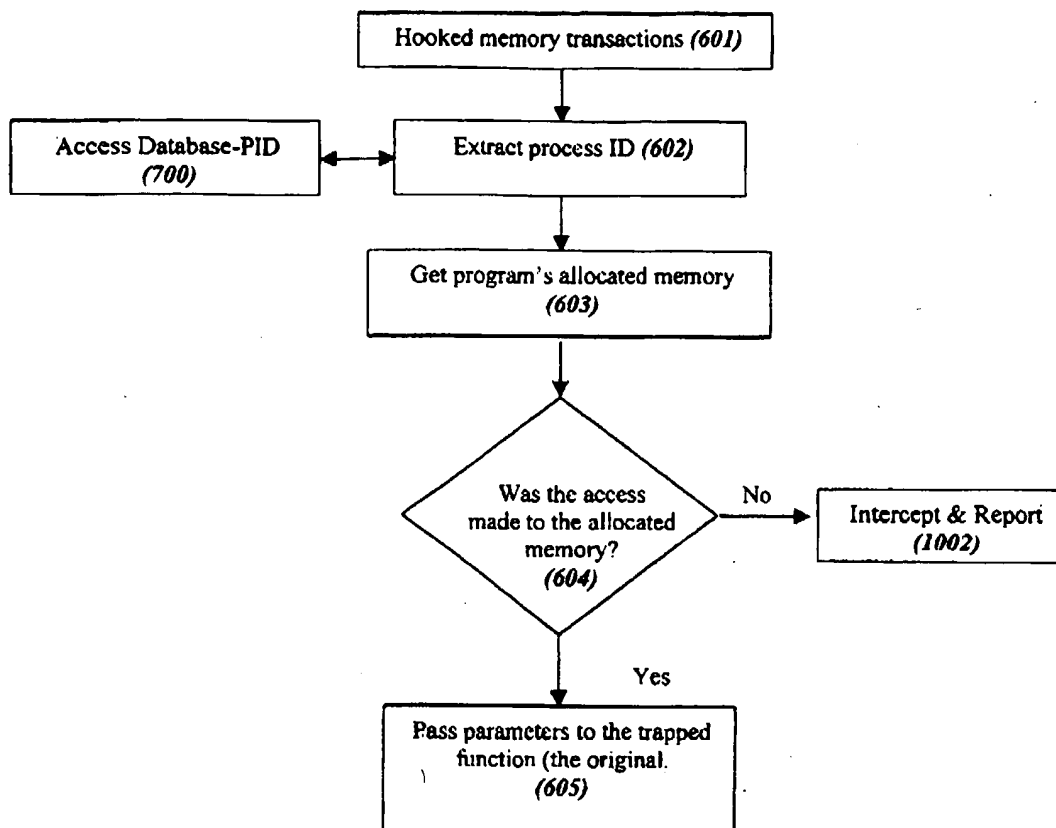 Hooked memory transactions (601)
Access Database-PID
(700)
Extract process ID (602)
Get program's allocated memory
(603)
Was the access
made to the allocated
memory?
(604)
No
Intercept & Report
(1002)
Yes
Pass parameters to the trapped
function (the original.
(605)